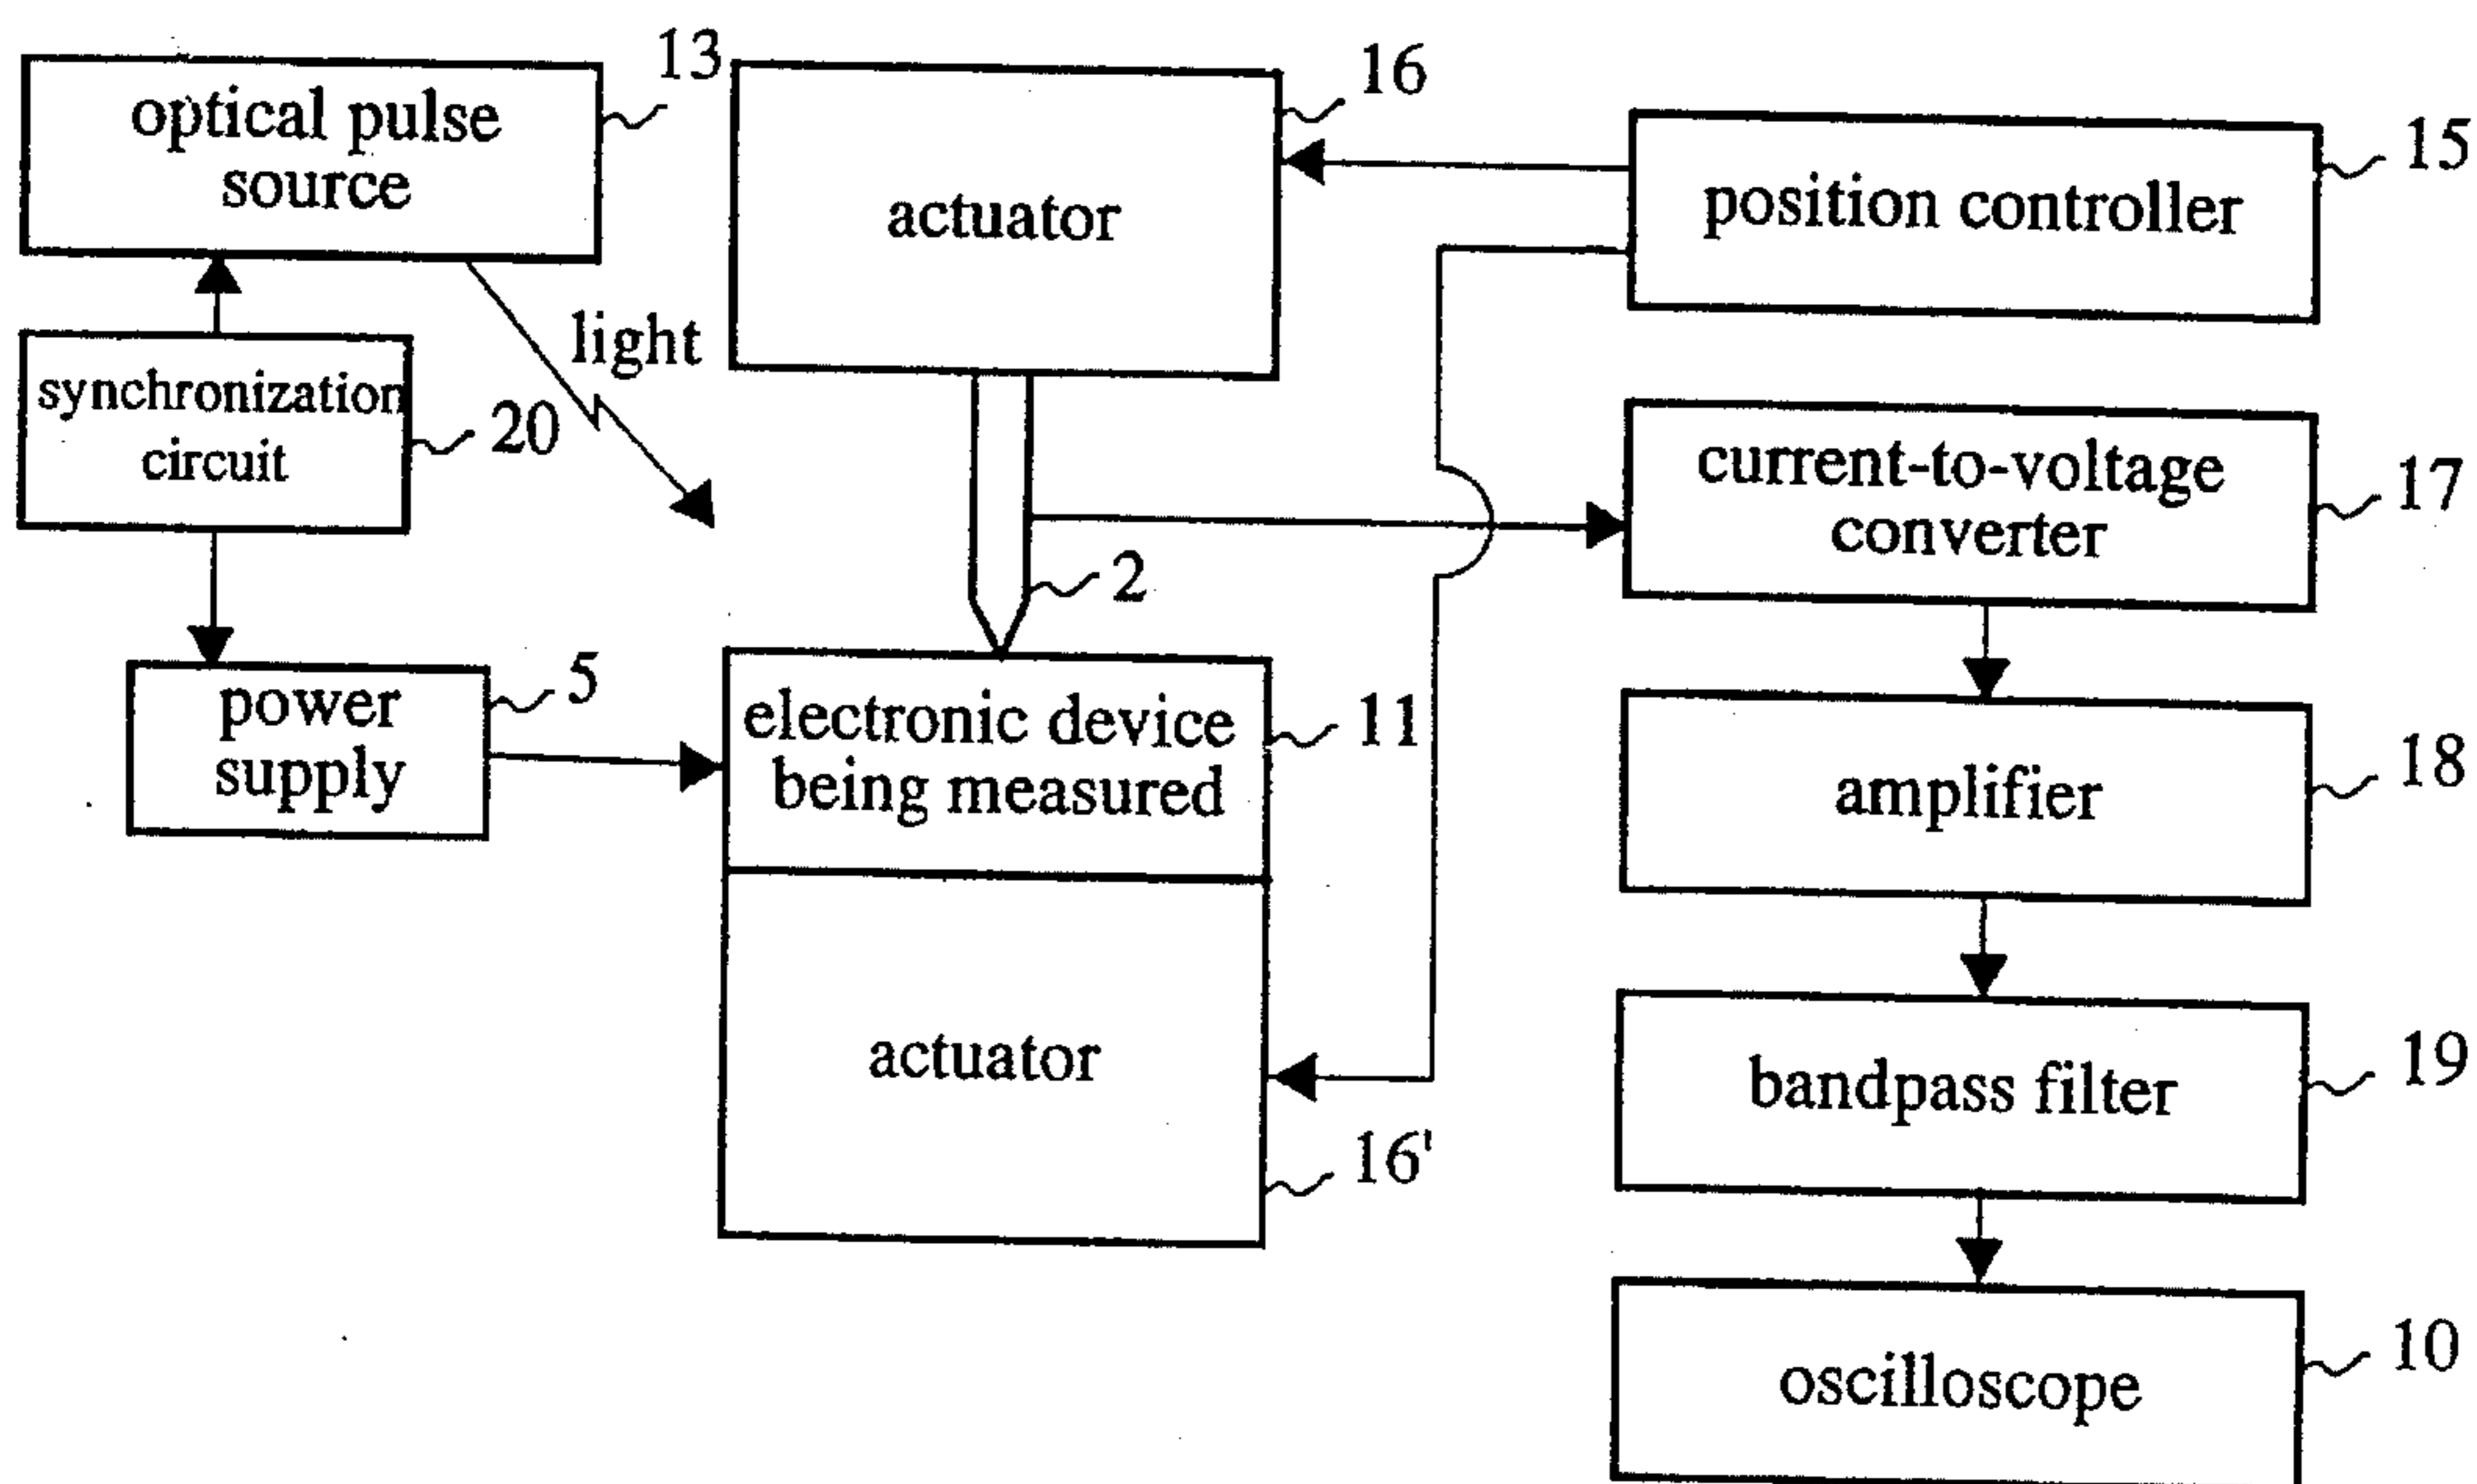 optical pulse
source
13
actuator
16
position controller
15
light
synchronization
circuit
20
current-to-voltage
converter
17
2
power
supply
5
electronic device
being measured
11
amplifier
18
actuator
16'
bandpass filter
19
oscilloscope
10